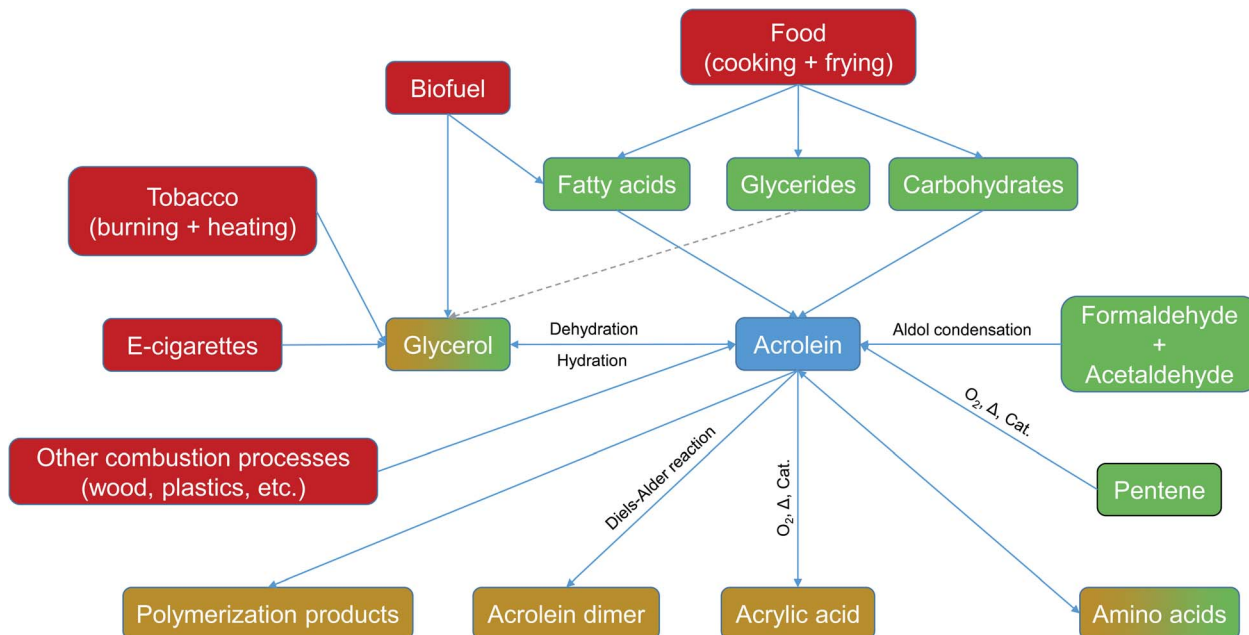 Food
(cooking + frying)
Biofuel
Fatty acids
Glycerides
Carbohydrates
Tobacco
(burning + heating)
E-cigarettes
Glycerol
Dehydration
Hydration
Acrolein
Aldol condensation
Formaldehyde
+
Acetaldehyde
O₂, Δ, Cat.
Other combustion processes
(wood, plastics, etc.)
Diels-Alder reaction
O₂, Δ, Cat.
Pentene
Polymerization products
Acrolein dimer
Acrylic acid
Amino acids